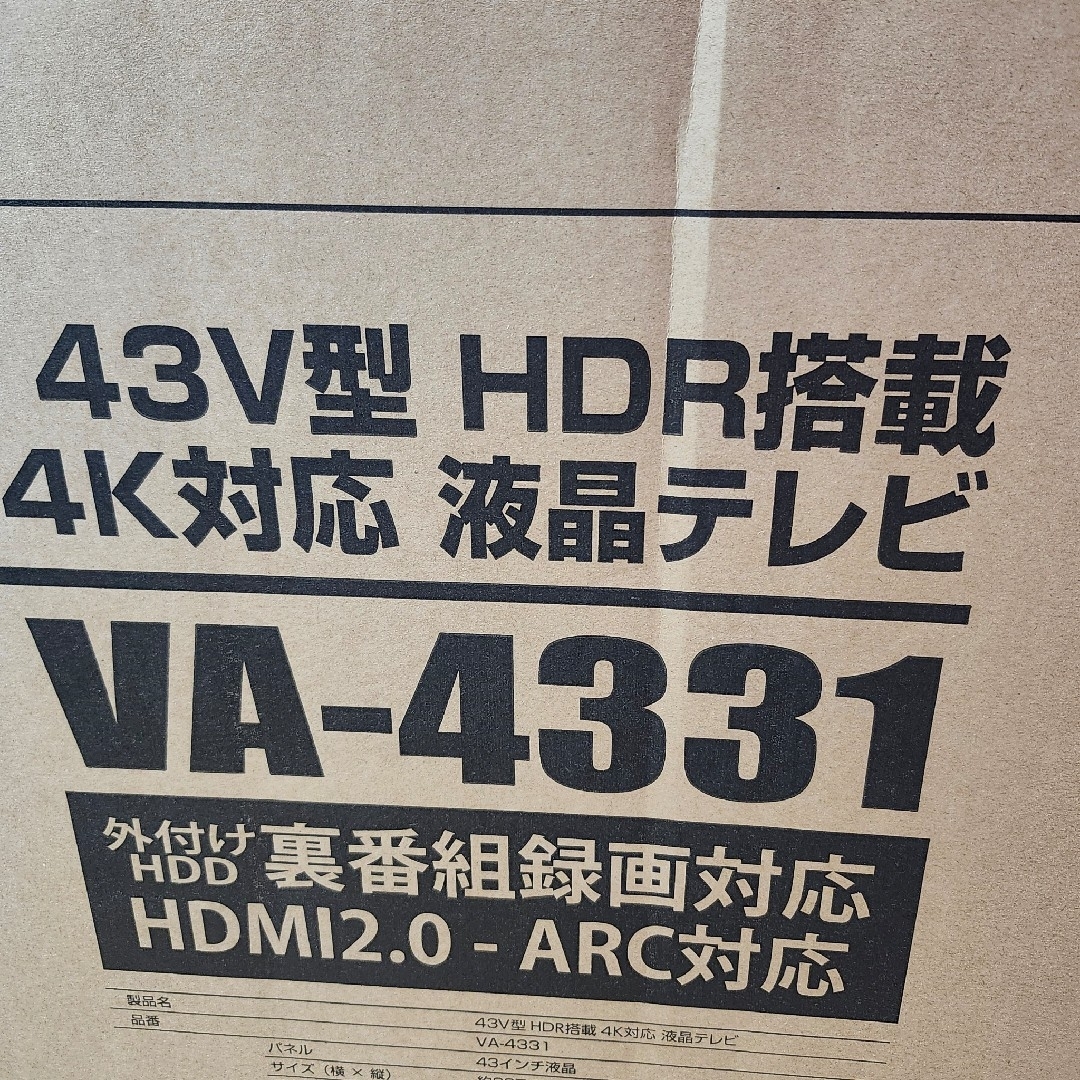 43V型 HDR搭載
4K対応 液晶テレビ
VA-4331
外付け
HDD 裏番組録画対応
HDMI2.0 - ARC対応
製品名 43V型 HDR搭載 4K対応 液晶テレビ
品番 VA-4331
パネル 43インチ液晶
サイズ（横 × 縦）